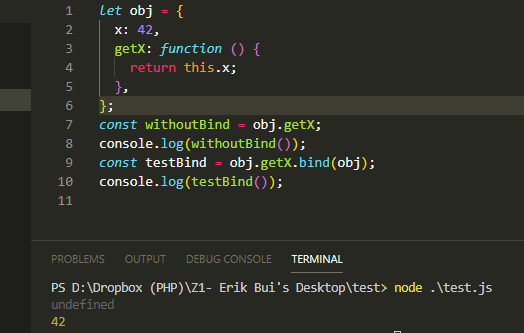 1 let obj = {
2 x: 42,
3 getX: function () {
4 return this.x;
5 },
6 };
7 const withoutBind = obj.getX;
8 console.log(withoutBind());
9 const testBind = obj.getX.bind(obj);
10 console.log(testBind());
11
PROBLEMS OUTPUT DEBUG CONSOLE TERMINAL
PS D:\Dropbox (PHP)\Z1- Erik Bui's Desktop\test> node .\test.js
undefined
42